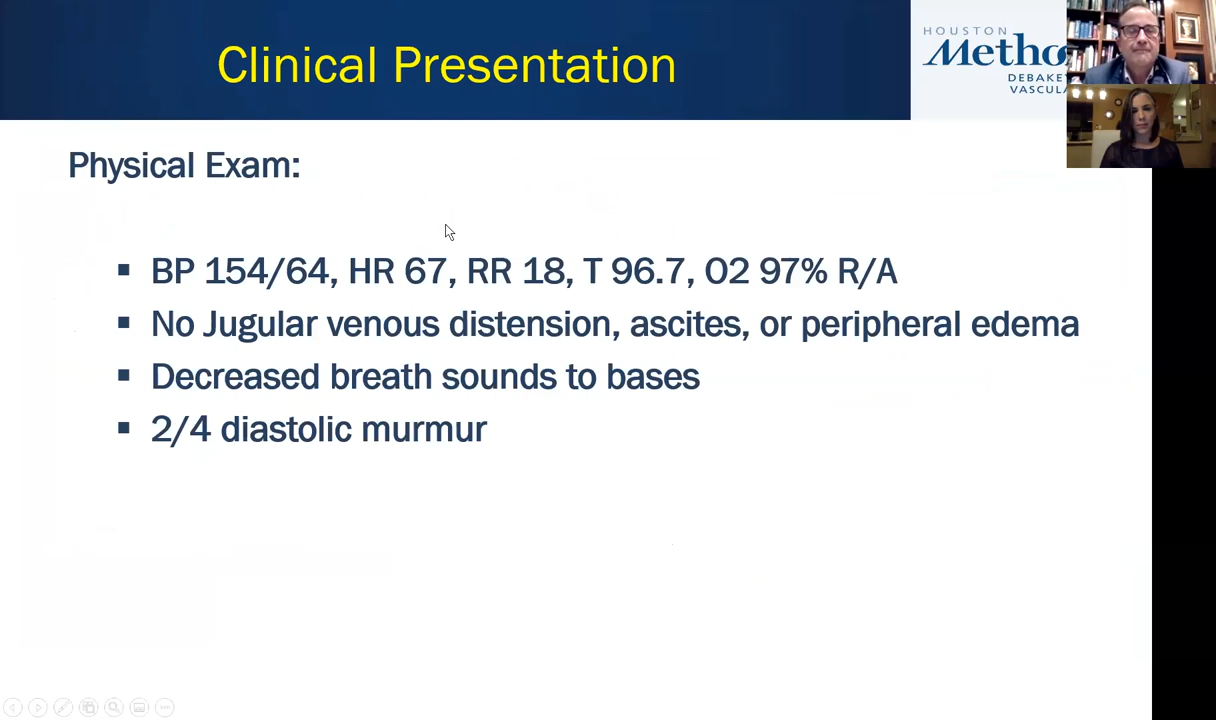 Clinical Presentation
HOUSTON
Metho
DEBAKE
VASCULA
Physical Exam:
▪ BP 154/64, HR 67, RR 18, T 96.7, O2 97% R/A
▪ No Jugular venous distension, ascites, or peripheral edema
▪ Decreased breath sounds to bases
▪ 2/4 diastolic murmur